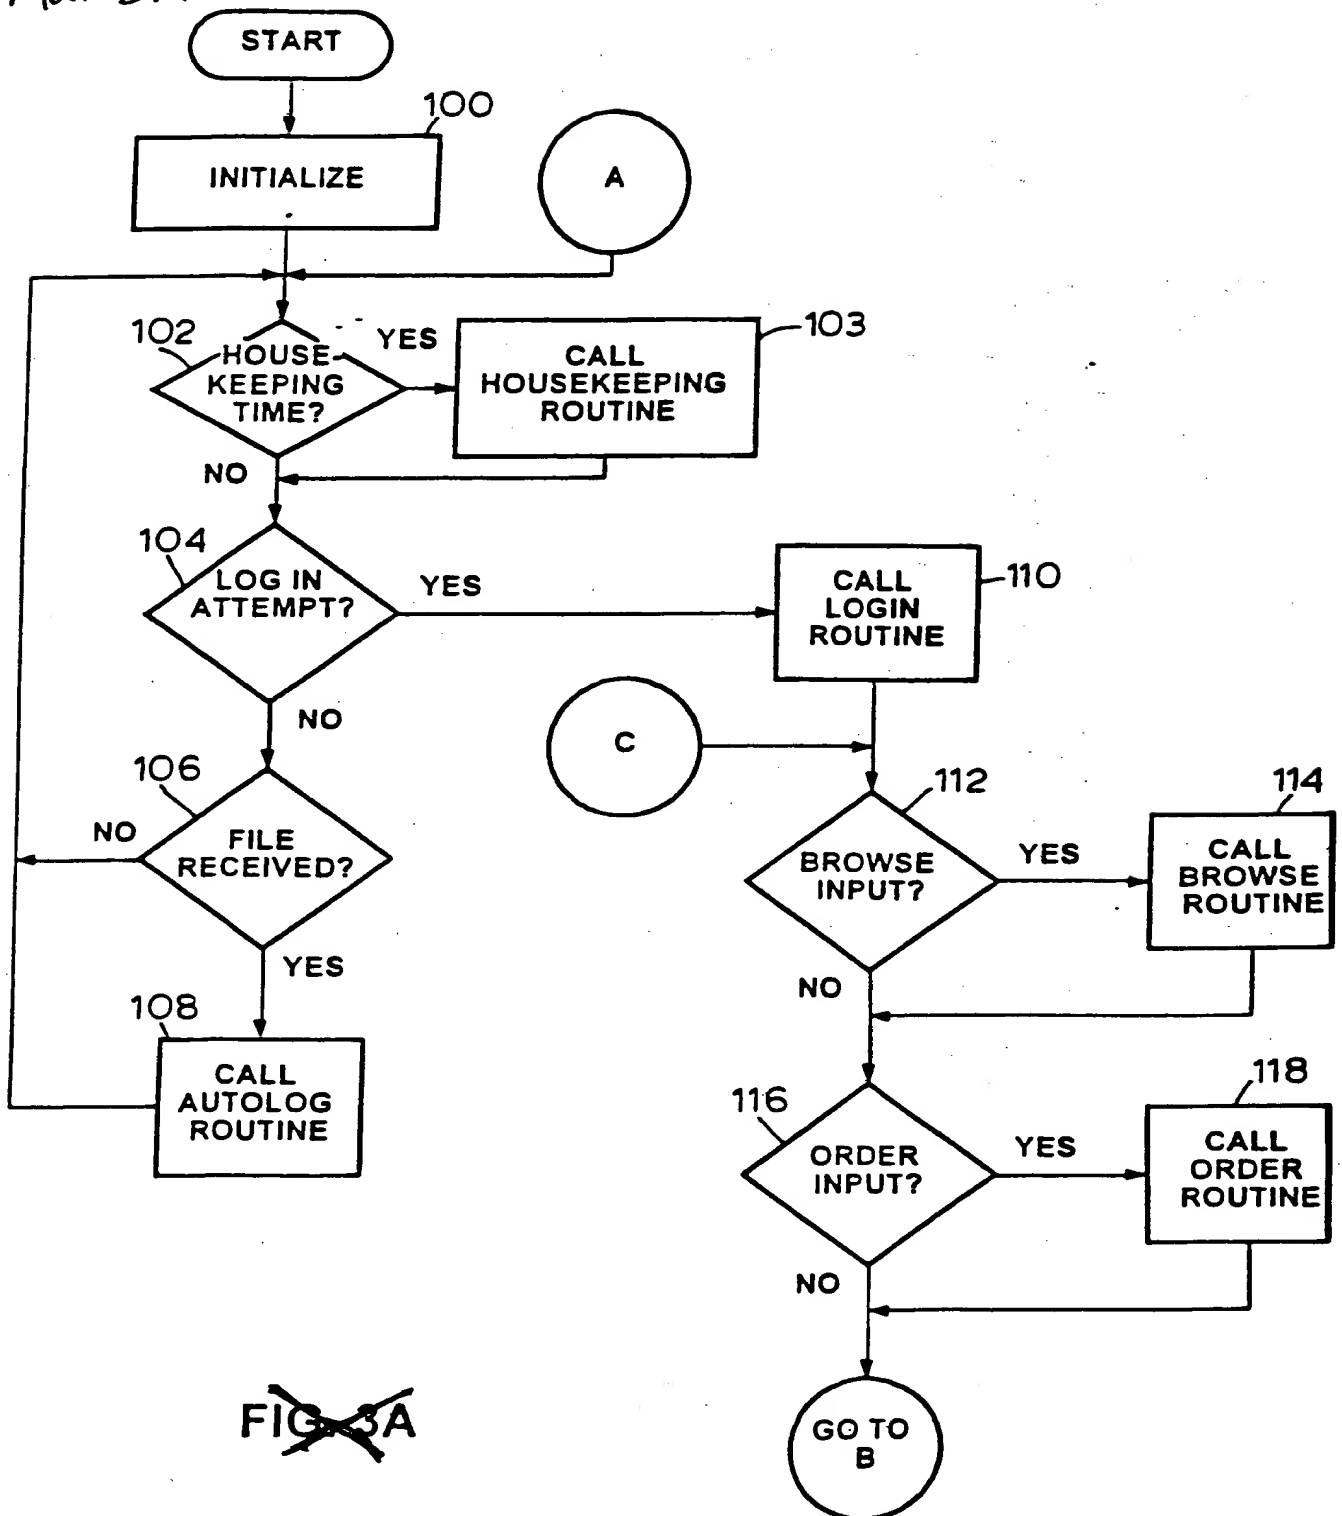 START
100
INITIALIZE
A
102
HOUSE-
KEEPING
TIME?
YES
103
CALL
HOUSEKEEPING
ROUTINE
NO
104
LOG IN
ATTEMPT?
YES
110
CALL
LOGIN
ROUTINE
NO
C
106
FILE
RECEIVED?
NO
YES
112
BROWSE
INPUT?
YES
114
CALL
BROWSE
ROUTINE
NO
108
CALL
AUTOLOG
ROUTINE
116
ORDER
INPUT?
YES
118
CALL
ORDER
ROUTINE
NO
GO TO
B
FIG. 3A